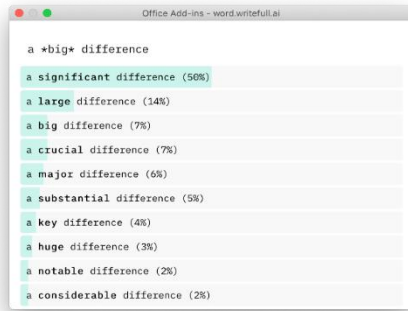 Office Add-ins - word.writefull.ai
a *big* difference
a significant difference (50%)
a large difference (14%)
a big difference (7%)
a crucial difference (7%)
a major difference (6%)
a substantial difference (5%)
a key difference (4%)
a huge difference (3%)
a notable difference (2%)
a considerable difference (2%)